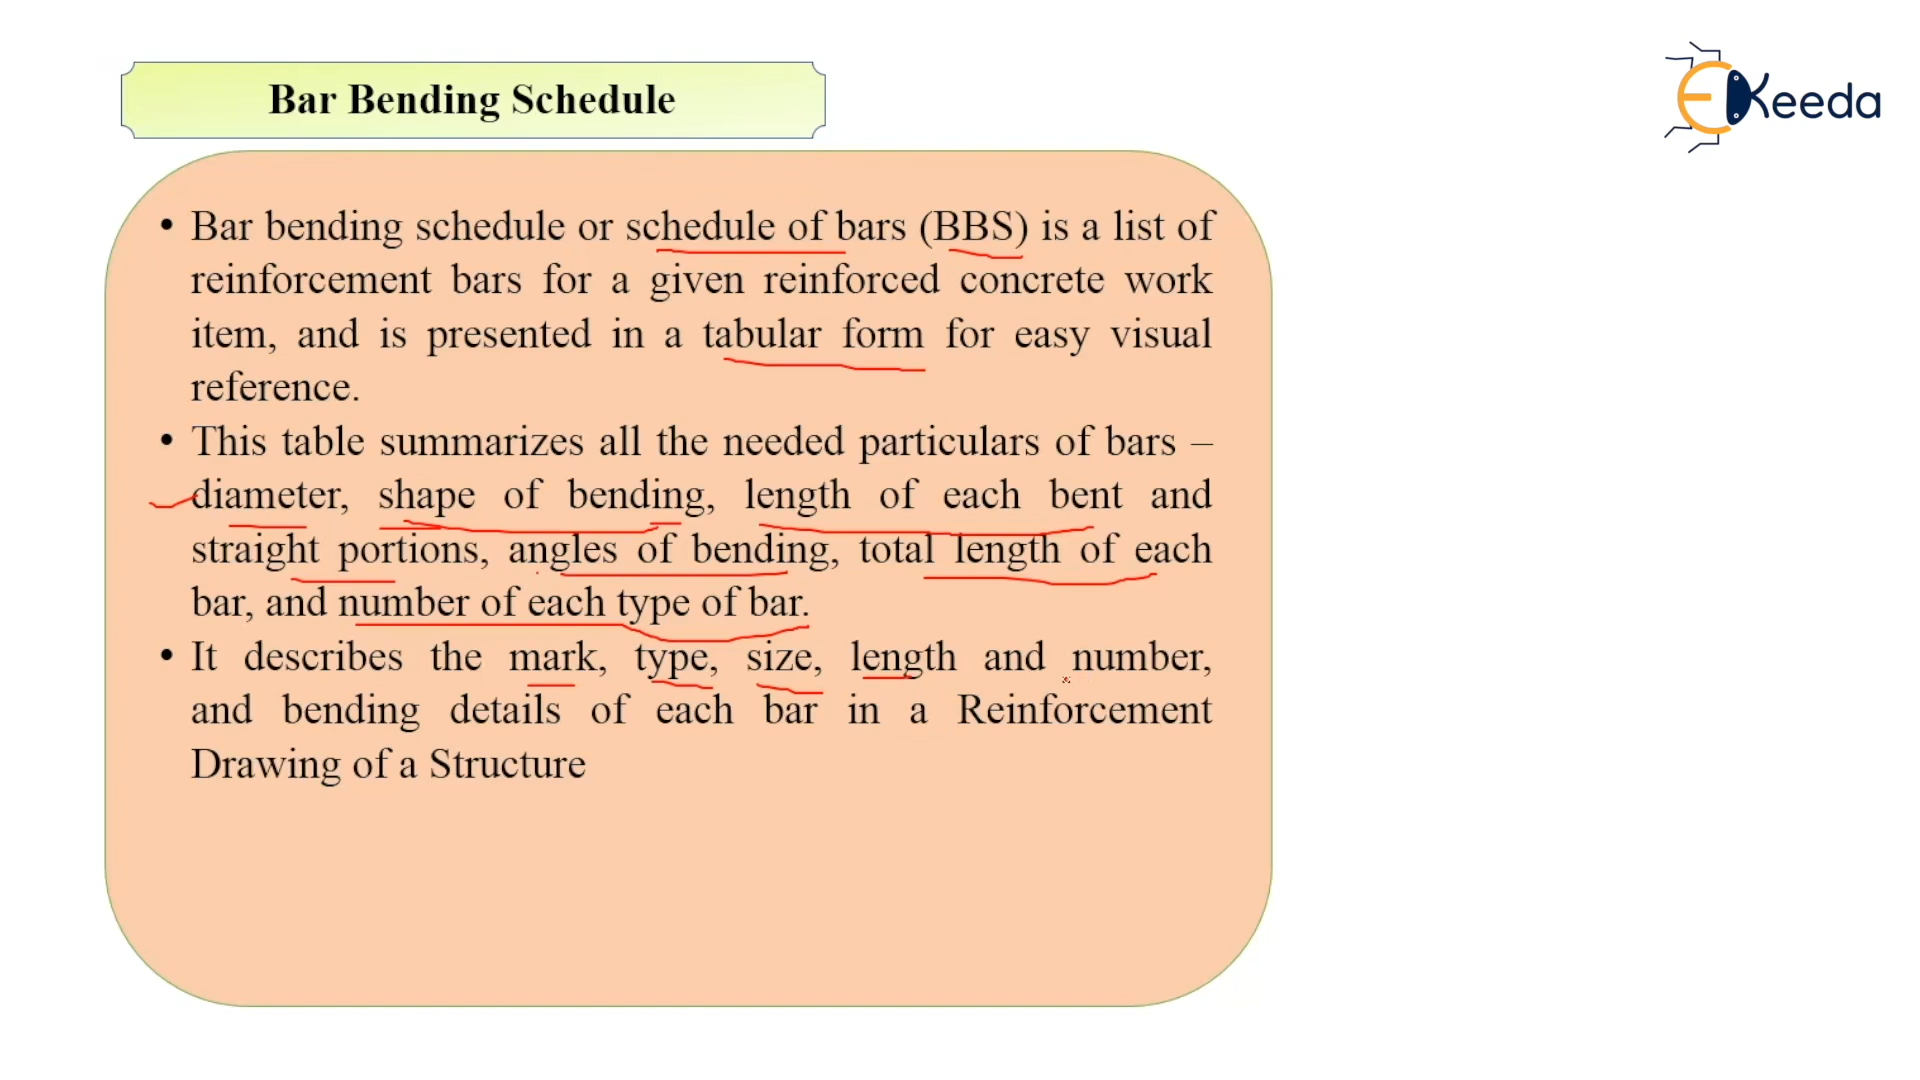 Bar Bending Schedule
EKeeda
• Bar bending schedule or schedule of bars (BBS) is a list of
reinforcement bars for a given reinforced concrete work
item, and is presented in a tabular form for easy visual
reference.
• This table summarizes all the needed particulars of bars –
diameter, shape of bending, length of each bent and
straight portions, angles of bending, total length of each
bar, and number of each type of bar.
• It describes the mark, type, size, length and number,
and bending details of each bar in a Reinforcement
Drawing of a Structure